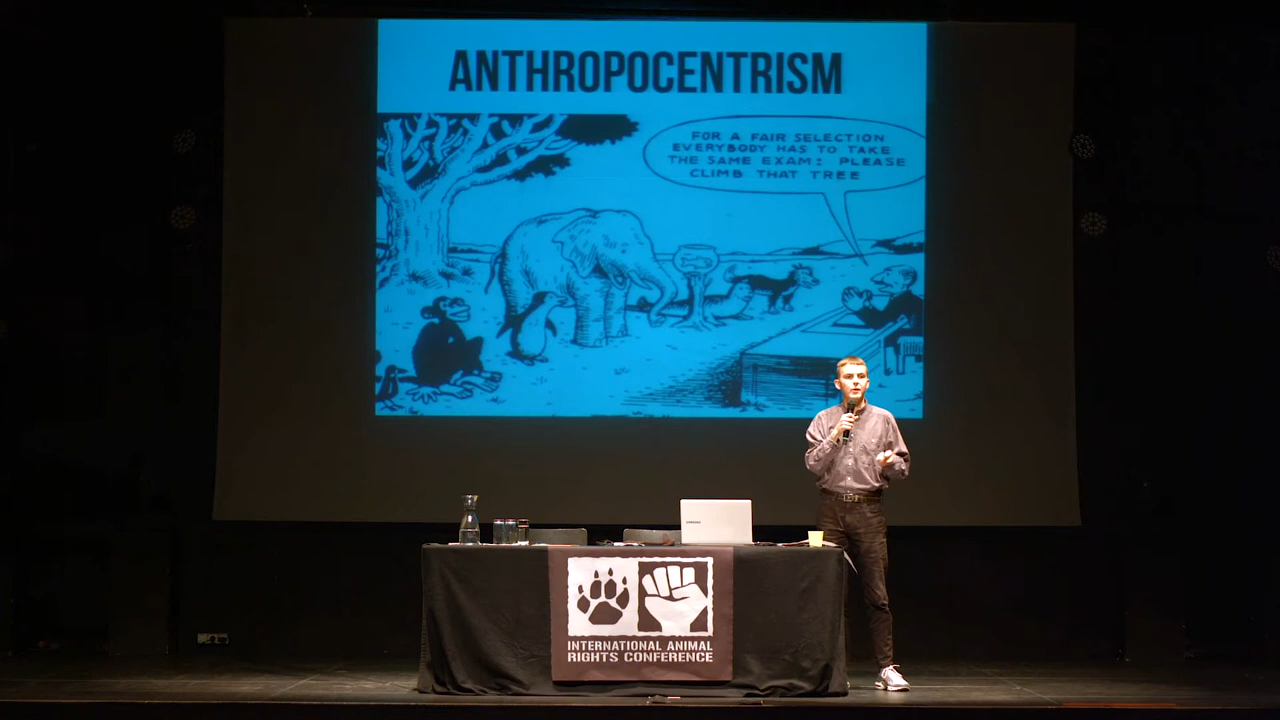 ANTHROPOCENTRISM
FOR A FAIR SELECTION
EVERYBODY HAS TO TAKE
THE SAME EXAM: PLEASE
CLIMB THAT TREE
SAMSUNG
INTERNATIONAL ANIMAL
RIGHTS CONFERENCE